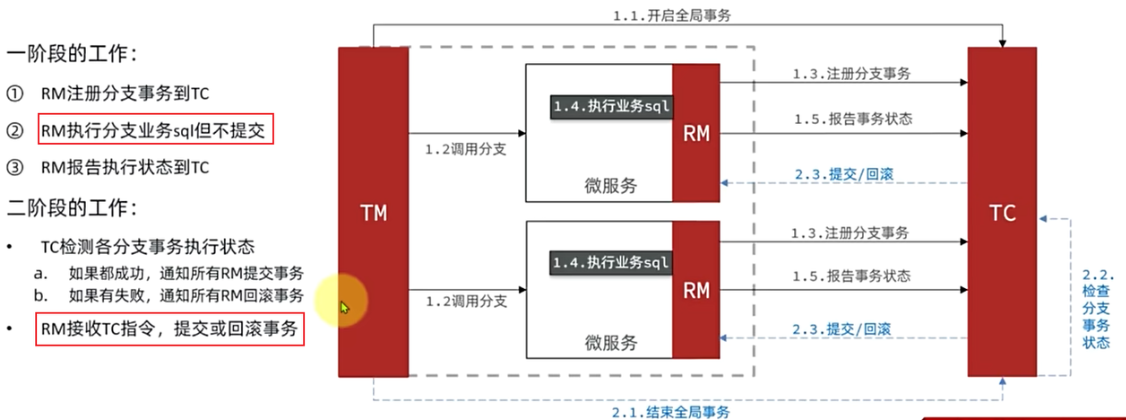 一阶段的工作：
① RM注册分支事务到TC
② RM执行分支业务sql但不提交
③ RM报告执行状态到TC
二阶段的工作：
• TC检测各分支事务执行状态
a. 如果都成功，通知所有RM提交事务
b. 如果有失败，通知所有RM回滚事务
• RM接收TC指令，提交或回滚事务
1.1.开启全局事务
TM
1.2调用分支
1.4.执行业务sql
RM
微服务
1.3.注册分支事务
1.5.报告事务状态
2.3.提交/回滚
1.2调用分支
1.4.执行业务sql
RM
微服务
1.3.注册分支事务
1.5.报告事务状态
2.3.提交/回滚
TC
2.2.
检查
分支
事务
状态
2.1.结束全局事务